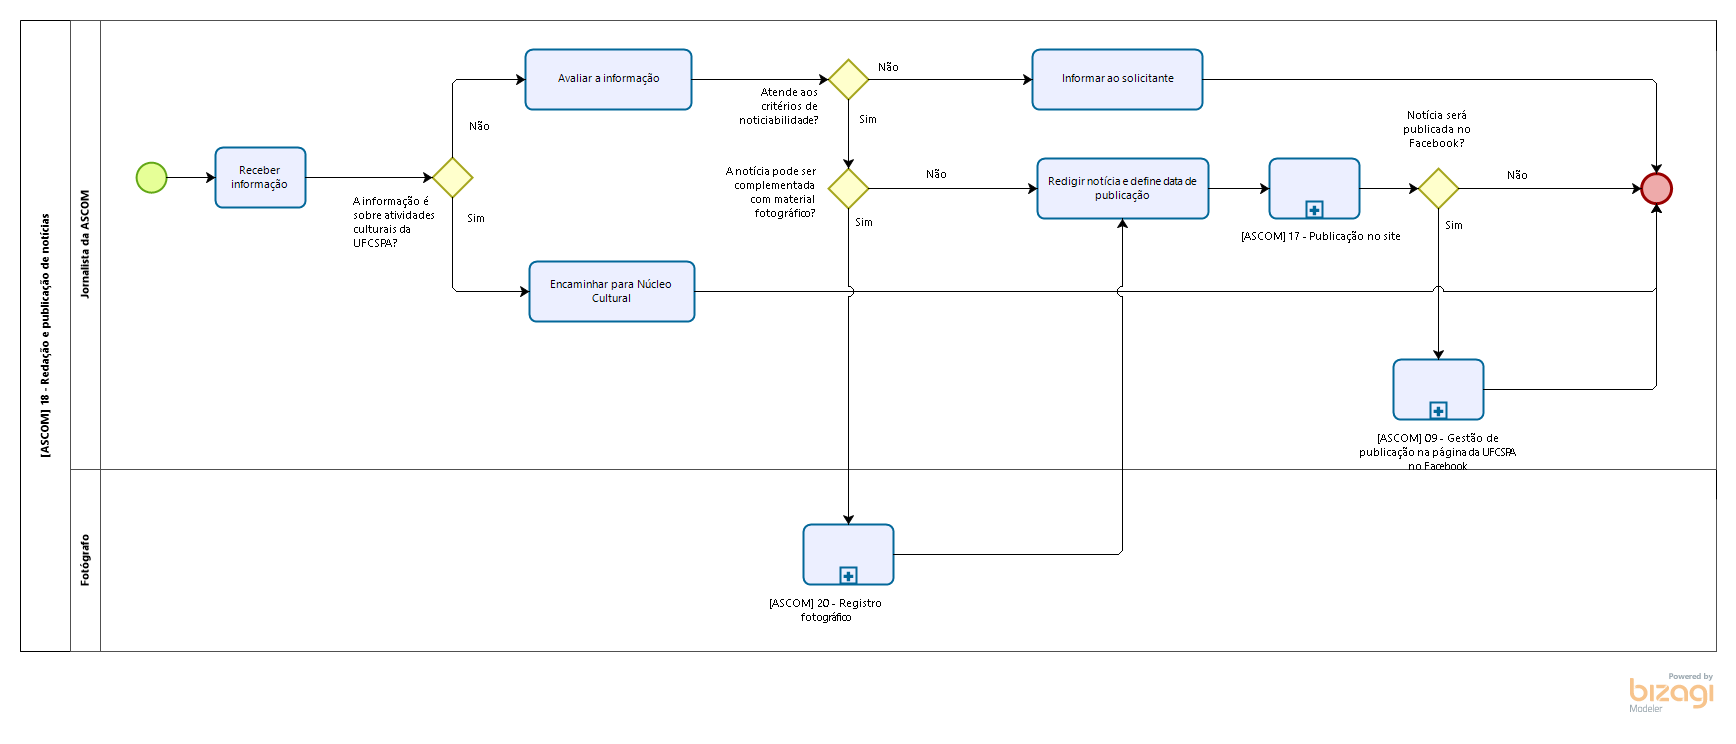 [ASCOM] 18 - Redação e publicação de notícias
Jornalista da ASCOM
Receber
informação
A informação é
sobre atividades
culturais da
UFCSPA?
Não
Sim
Avaliar a informação
Encaminhar para Núcleo
Cultural
Atende aos
critérios de
noticiabilidade?
Não
Sim
Informar ao solicitante
A notícia pode ser
complementada
com material
fotográfico?
Não
Sim
Redigir notícia e define data de
publicação
[ASCOM] 17 - Publicação no site
Notícia será
publicada no
Facebook?
Não
Sim
[ASCOM] 09 - Gestão de
publicação na página da UFCSPA
no Facebook
Fotógrafo
[ASCOM] 20 - Registro
fotográfico
Powered by
bizagi
Modeler